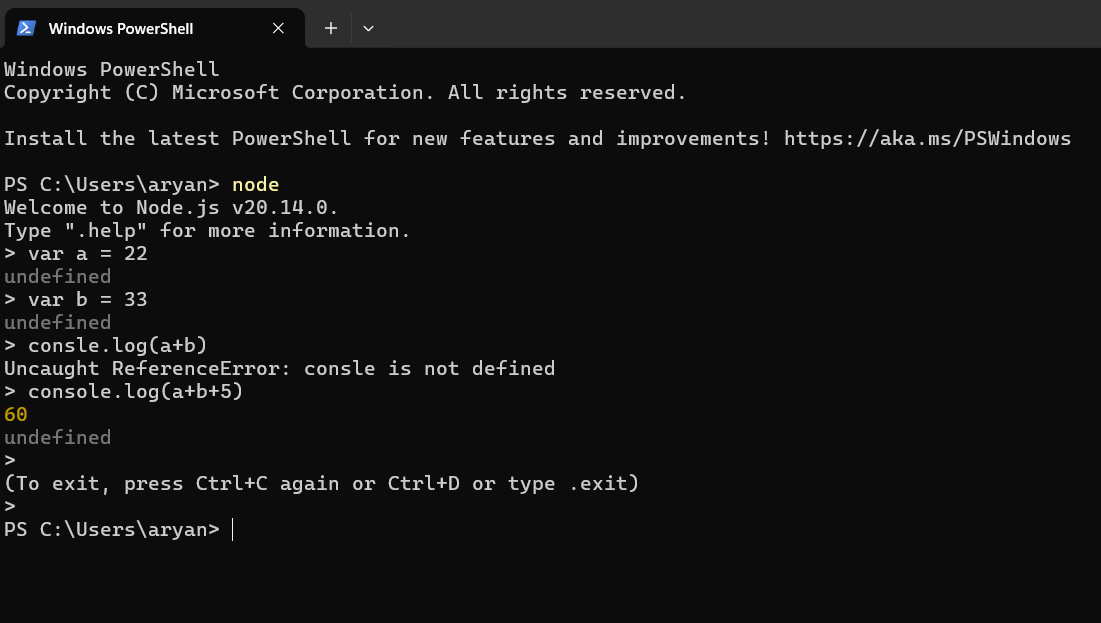 Windows PowerShell
Windows PowerShell
Copyright (C) Microsoft Corporation. All rights reserved.
Install the latest PowerShell for new features and improvements! https://aka.ms/PSWindows
PS C:\Users\aryan> node
Welcome to Node.js v20.14.0.
Type ".help" for more information.
> var a = 22
undefined
> var b = 33
undefined
> consle.log(a+b)
Uncaught ReferenceError: consle is not defined
> console.log(a+b+5)
60
undefined
>
(To exit, press Ctrl+C again or Ctrl+D or type .exit)
>
PS C:\Users\aryan>